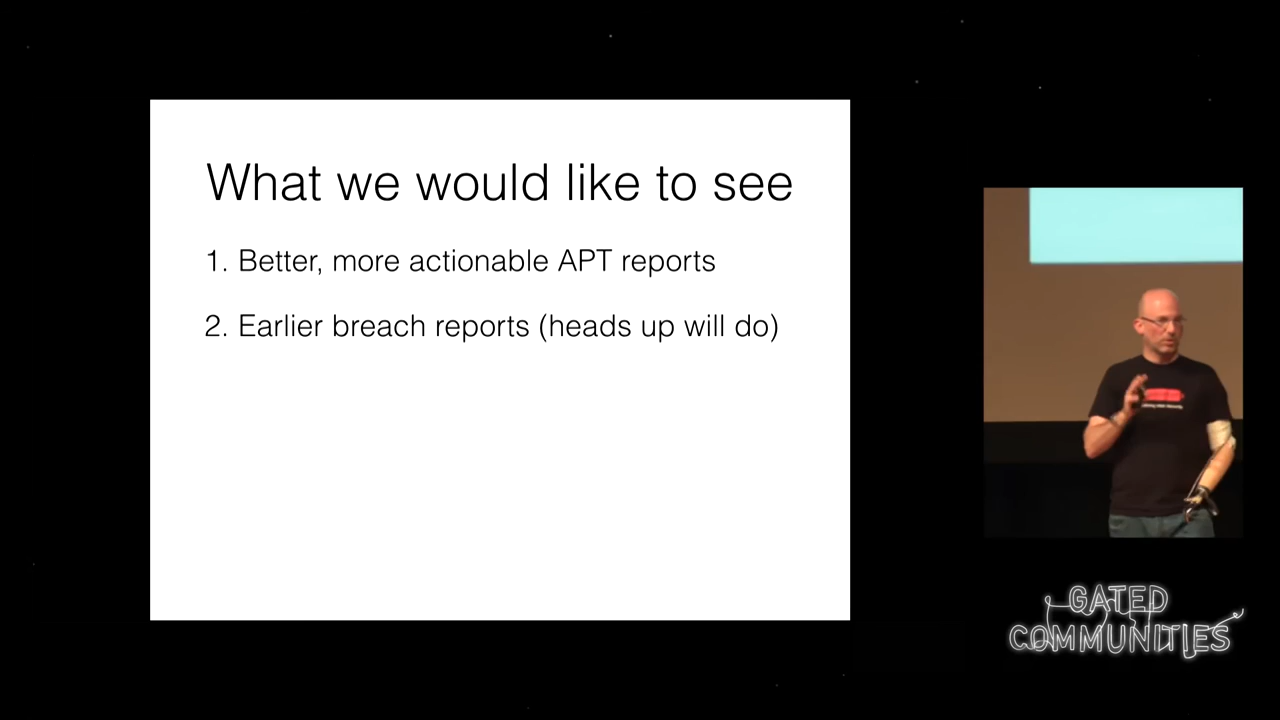 What we would like to see
1. Better, more actionable APT reports
2. Earlier breach reports (heads up will do)
GATED
COMMUNITIES